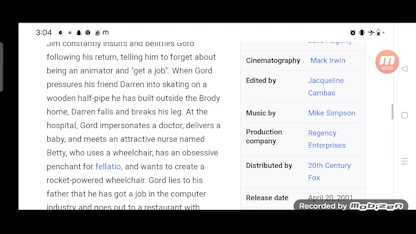 3:04
m
Jim constantly insults and belittles Gord
following his return, telling him to forget about
being an animator and "get a job". When Gord
pressures his friend Darren into skating on a
wooden half-pipe he has built outside the Brody
home, Darren falls and breaks his leg. At the
hospital, Gord impersonates a doctor, delivers a
baby, and meets an attractive nurse named
Betty, who uses a wheelchair, has an obsessive
penchant for fellatio, and wants to create a
rocket-powered wheelchair. Gord lies to his
father that he has got a job in the computer
industry and goes out to a restaurant with
Cinematography Mark Irwin
Edited by Jacqueline
Cambas
Music by Mike Simpson
Production Regency
company Enterprises
Distributed by 20th Century
Fox
Release date April 20, 2001
Recorded by Mobizen